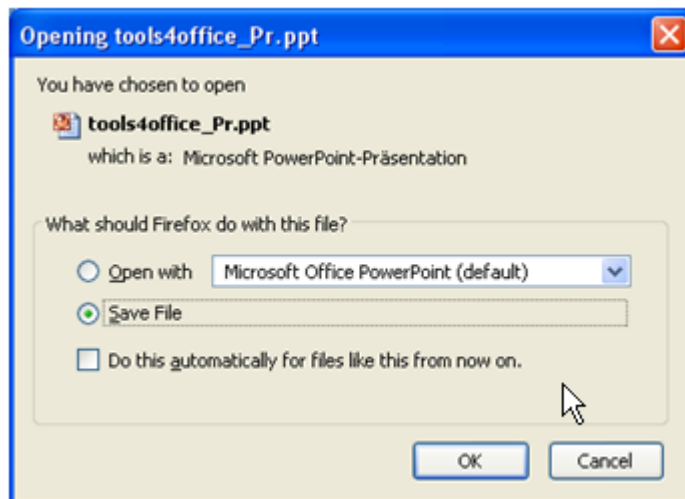 Opening tools4office_Pr.ppt
You have chosen to open
tools4office_Pr.ppt
which is a: Microsoft PowerPoint-Präsentation
What should Firefox do with this file?
Open with Microsoft Office PowerPoint (default)
Save File
Do this automatically for files like this from now on.
OK Cancel